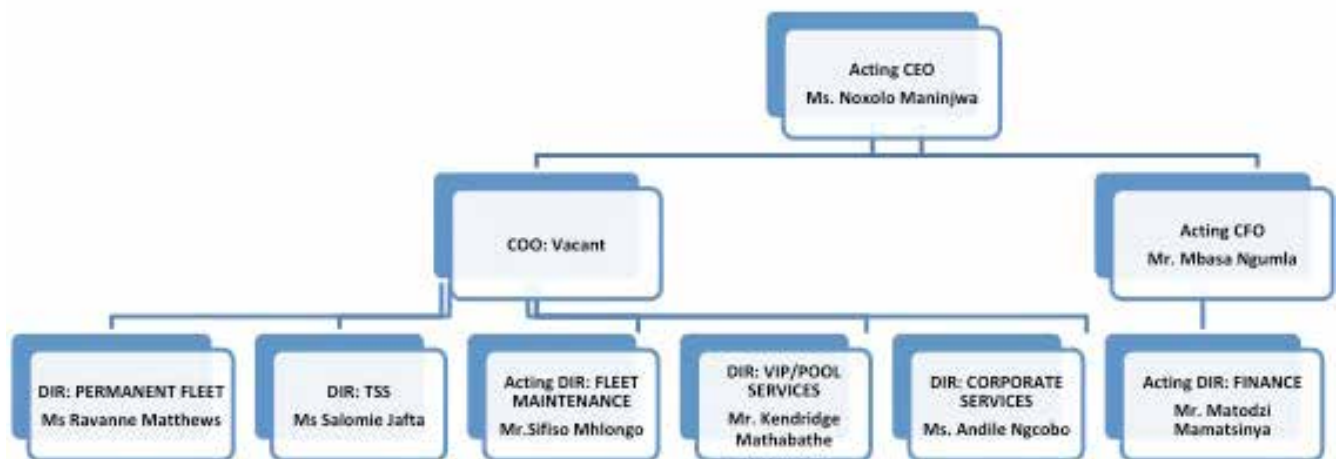 Acting CEO
Ms. Noxolo Maninjwa
COO: Vacant
Acting CFO
Mr. Mbasa Ngumla
DIR: PERMANENT FLEET
Ms Ravanne Matthews
DIR: TSS
Ms Salomie Jafta
Acting DIR: FLEET
MAINTENANCE
Mr.Sifiso Mhlongo
DIR: VIP/POOL
SERVICES
Mr. Kendridge
Mathabathe
DIR: CORPORATE
SERVICES
Ms. Andile Ngcobo
Acting DIR: FINANCE
Mr. Matodzi
Mamatsinya